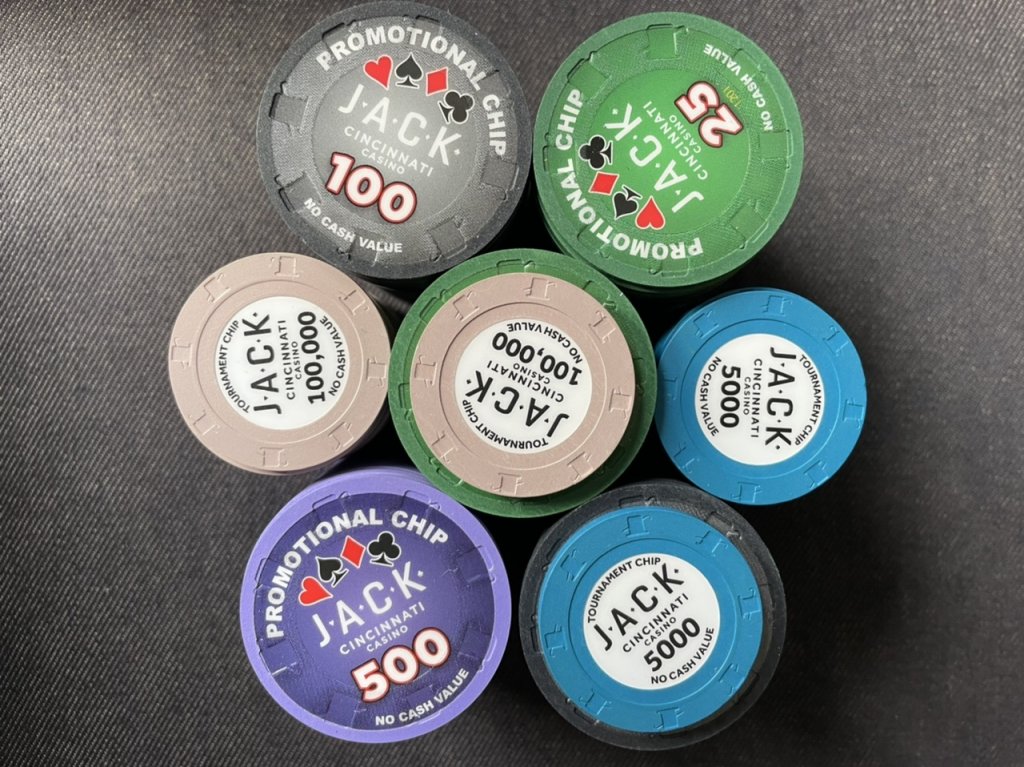 PROMOTIONAL CHIP
J·A·C·K·
CINCINNATI
CASINO
100
NO CASH VALUE
PROMOTIONAL CHIP
J·A·C·K·
CINCINNATI
CASINO
25
1201
NO CASH VALUE
TOURNAMENT CHIP
J·A·C·K·
CINCINNATI
CASINO
100,000
NO CASH VALUE
TOURNAMENT CHIP
J·A·C·K·
CINCINNATI
CASINO
100,000
NO CASH VALUE
TOURNAMENT CHIP
J·A·C·K·
CINCINNATI
CASINO
5000
NO CASH VALUE
PROMOTIONAL CHIP
J·A·C·K·
CINCINNATI
CASINO
500
NO CASH VALUE
TOURNAMENT CHIP
J·A·C·K·
CINCINNATI
CASINO
5000
NO CASH VALUE